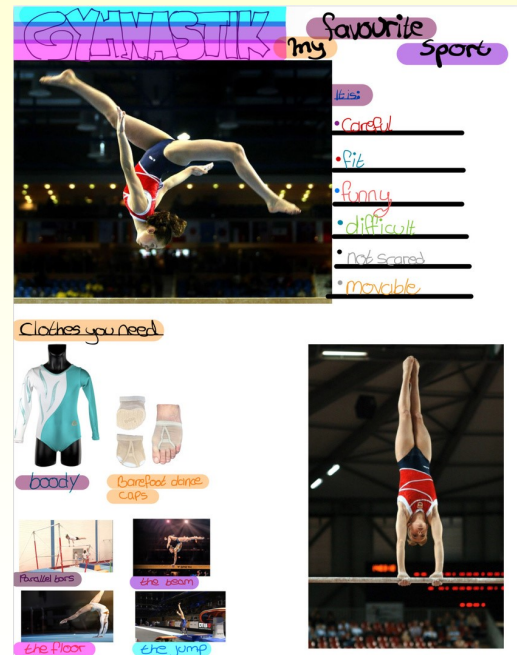 GYMNASTIK
my
favourite
sport
It is:
• Careful
• fit
• funny
• difficult
• not scared
• movable
Clothes you need
boody
Barefoot dance
caps
Parallel bars
the beam
the floor
the jump